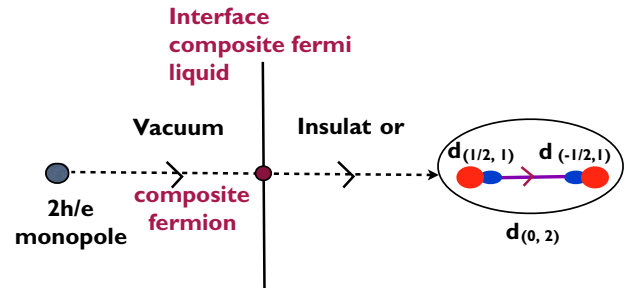 Interface
composite fermi
liquid
Vacuum
Insulat or
d(1/2, 1) d (-1/2,1)
composite
fermion
2h/e
monopole
d(0, 2)